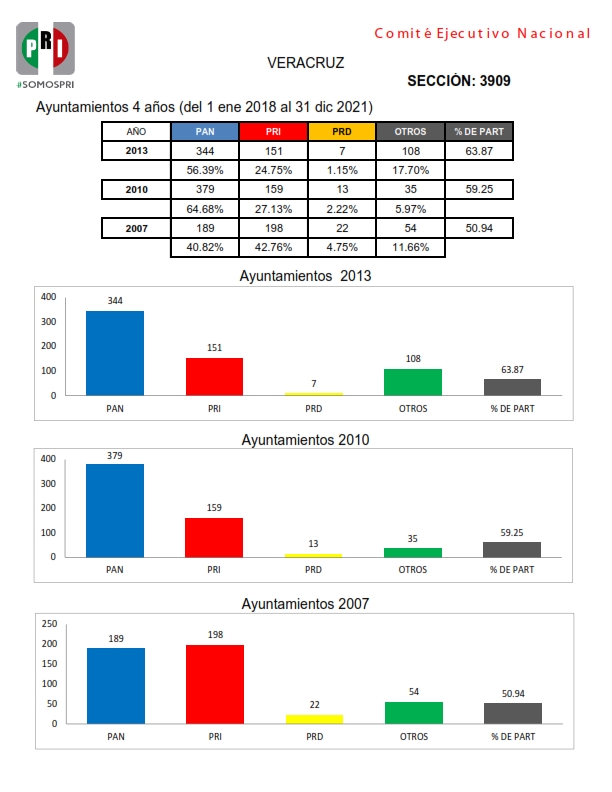 Comité Ejecutivo Nacional
PRI
#SOMOSPRI
VERACRUZ
SECCIÓN: 3909
Ayuntamientos 4 años (del 1 ene 2018 al 31 dic 2021)
AÑO PAN PRI PRD OTROS % DE PART
2013 344 151 7 108 63.87
56.39% 24.75% 1.15% 17.70%
2010 379 159 13 35 59.25
64.68% 27.13% 2.22% 5.97%
2007 189 198 22 54 50.94
40.82% 42.76% 4.75% 11.66%
Ayuntamientos 2013
400
300
200
100
0
344
151
7
108
63.87
PAN PRI PRD OTROS % DE PART
Ayuntamientos 2010
400
300
200
100
0
379
159
13
35
59.25
PAN PRI PRD OTROS % DE PART
Ayuntamientos 2007
250
200
150
100
50
0
189
198
22
54
50.94
PAN PRI PRD OTROS % DE PART